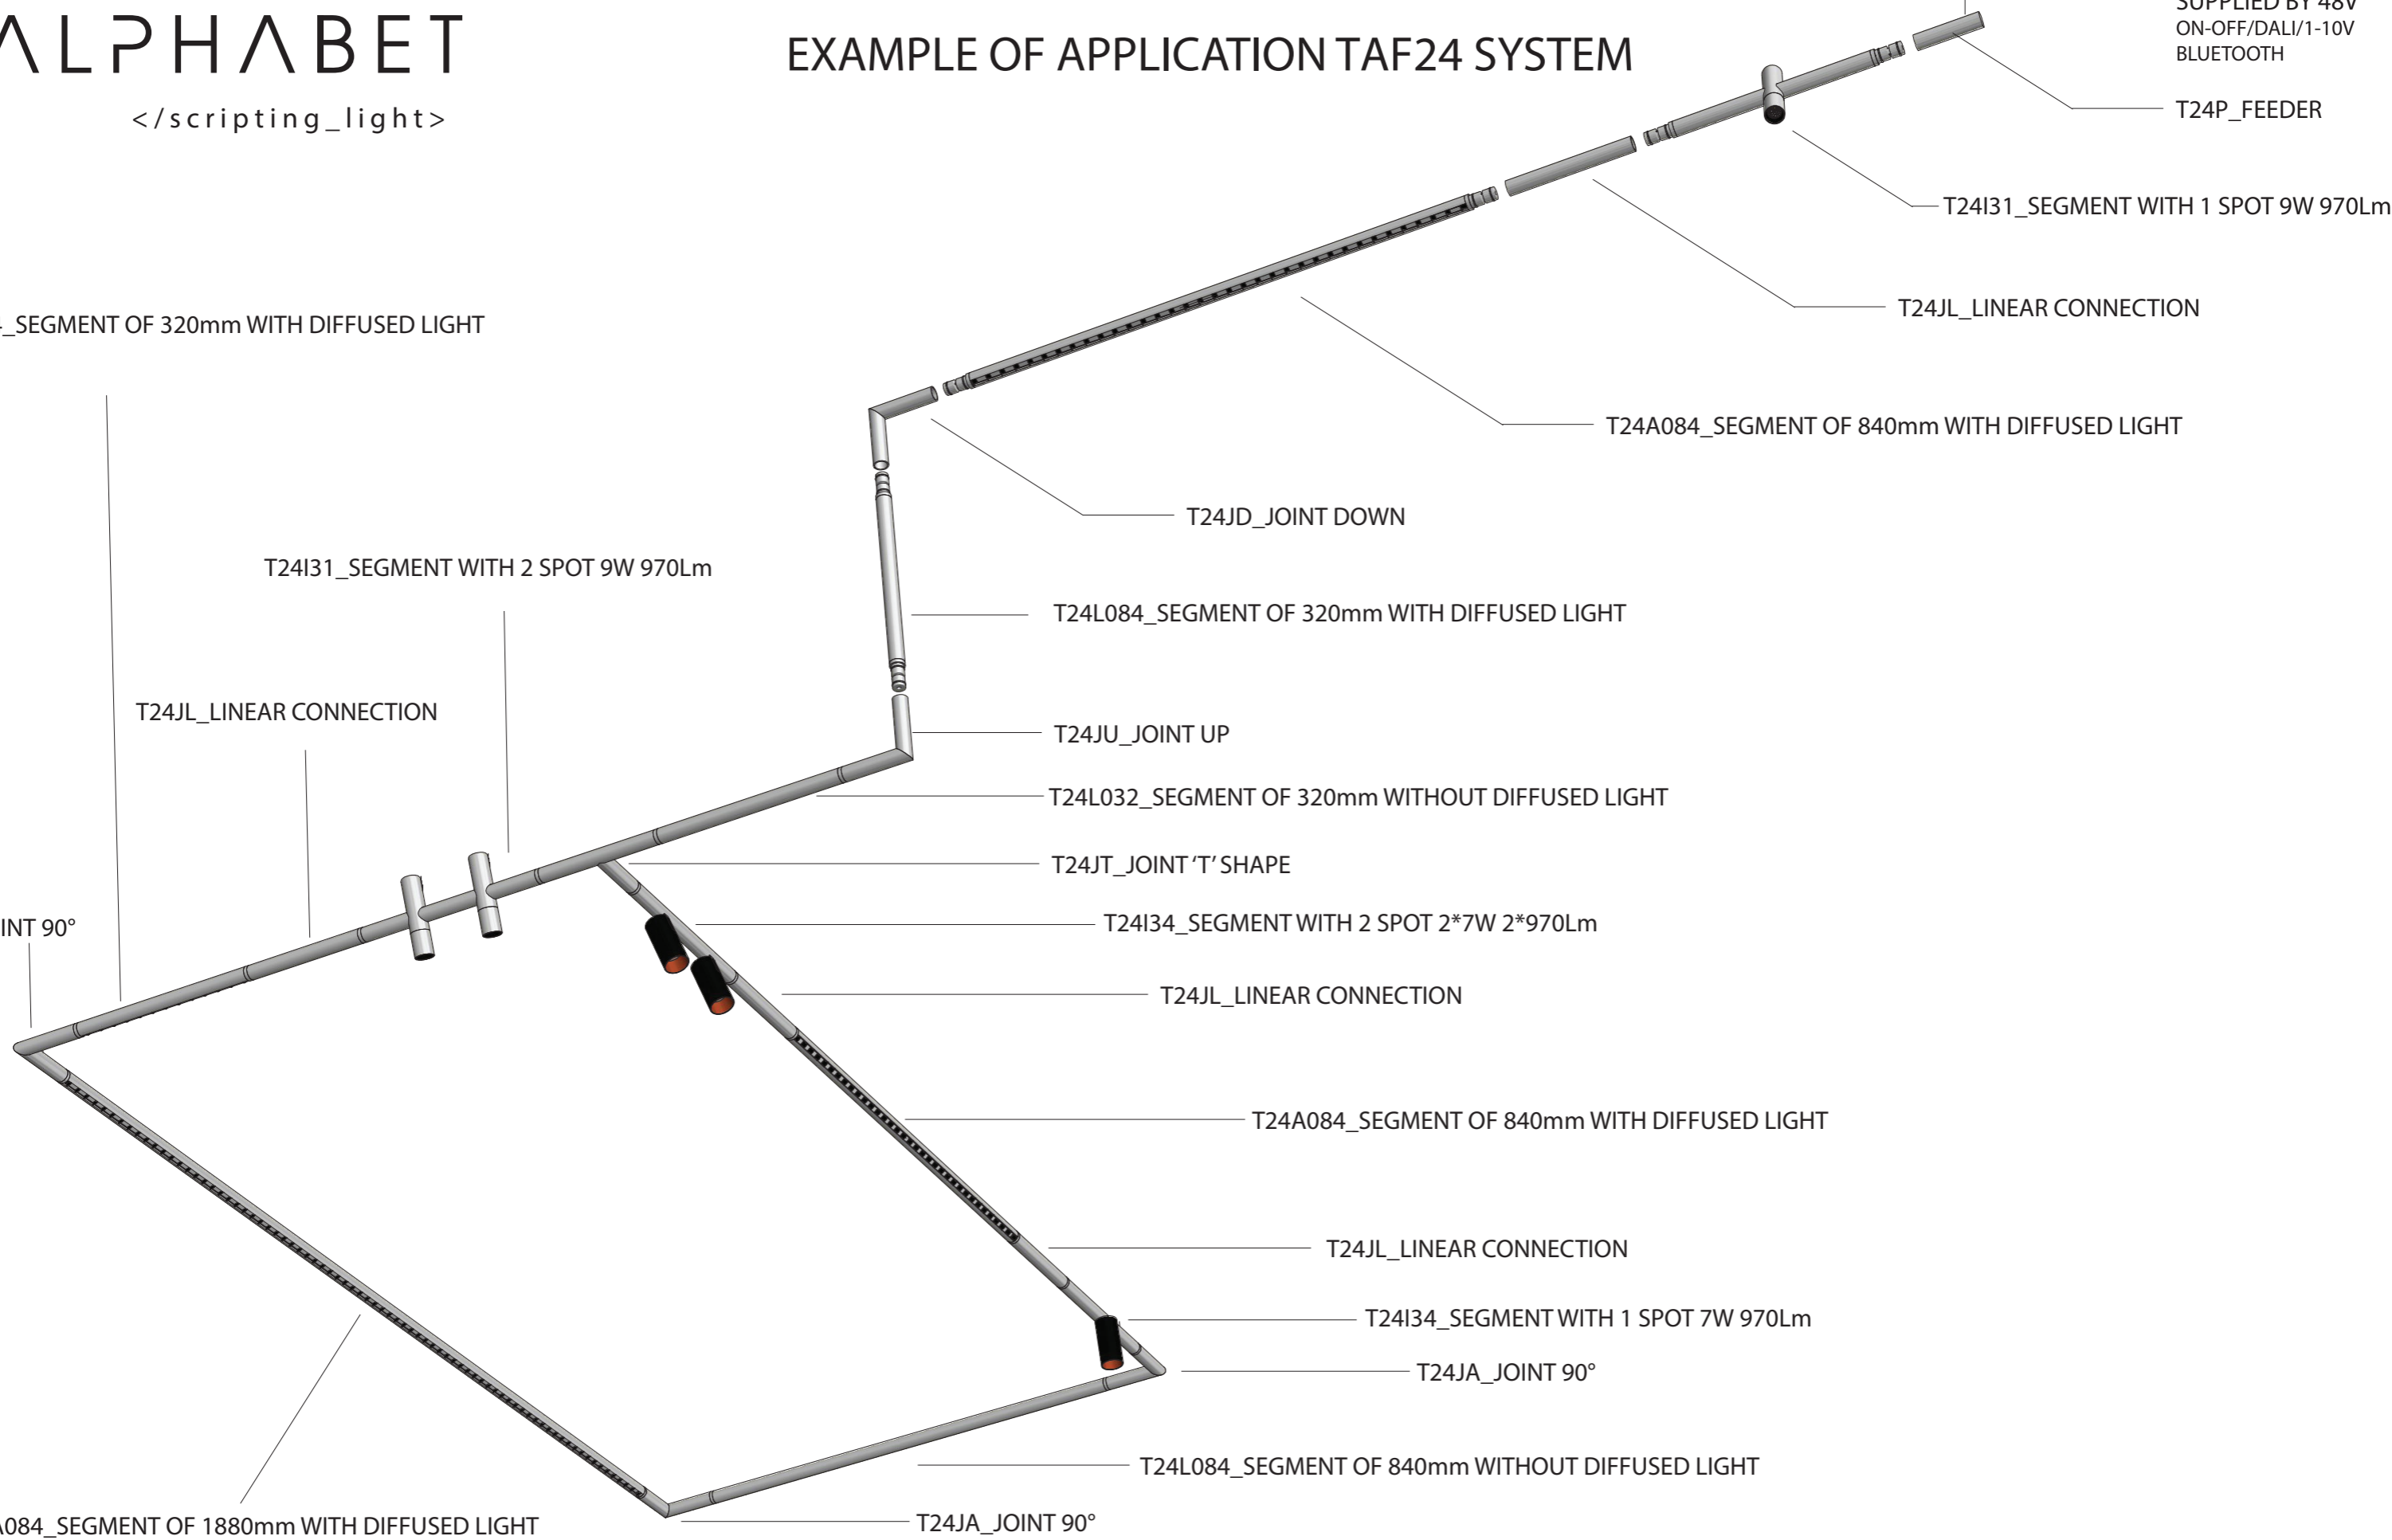 ALPHABET
</scripting_light>
EXAMPLE OF APPLICATION TAF24 SYSTEM
SUPPLIED BY 48V
ON-OFF/DALI/1-10V
BLUETOOTH
T24P_FEEDER
T24I31_SEGMENT WITH 1 SPOT 9W 970Lm
T24JL_LINEAR CONNECTION
_SEGMENT OF 320mm WITH DIFFUSED LIGHT
T24A084_SEGMENT OF 840mm WITH DIFFUSED LIGHT
T24JD_JOINT DOWN
T24I31_SEGMENT WITH 2 SPOT 9W 970Lm
T24L084_SEGMENT OF 320mm WITH DIFFUSED LIGHT
T24JL_LINEAR CONNECTION
T24JU_JOINT UP
T24L032_SEGMENT OF 320mm WITHOUT DIFFUSED LIGHT
T24JT_JOINT 'T' SHAPE
T24I34_SEGMENT WITH 2 SPOT 2*7W 2*970Lm
INT 90°
T24JL_LINEAR CONNECTION
T24A084_SEGMENT OF 840mm WITH DIFFUSED LIGHT
T24JL_LINEAR CONNECTION
T24I34_SEGMENT WITH 1 SPOT 7W 970Lm
T24JA_JOINT 90°
T24L084_SEGMENT OF 840mm WITHOUT DIFFUSED LIGHT
A084_SEGMENT OF 1880mm WITH DIFFUSED LIGHT
T24JA_JOINT 90°